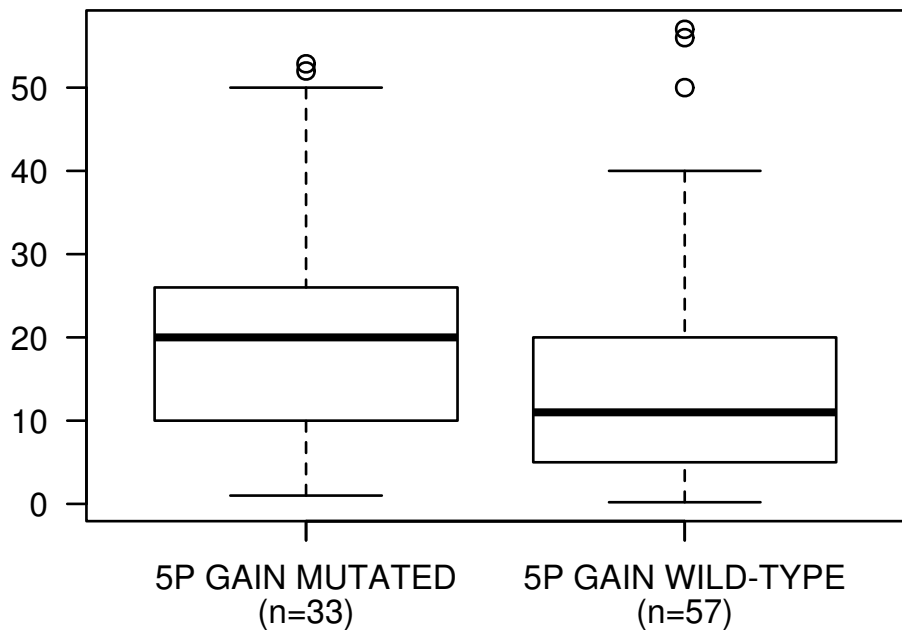 50
40
30
20
10
0
5P GAIN MUTATED
(n=33)
5P GAIN WILD-TYPE
(n=57)